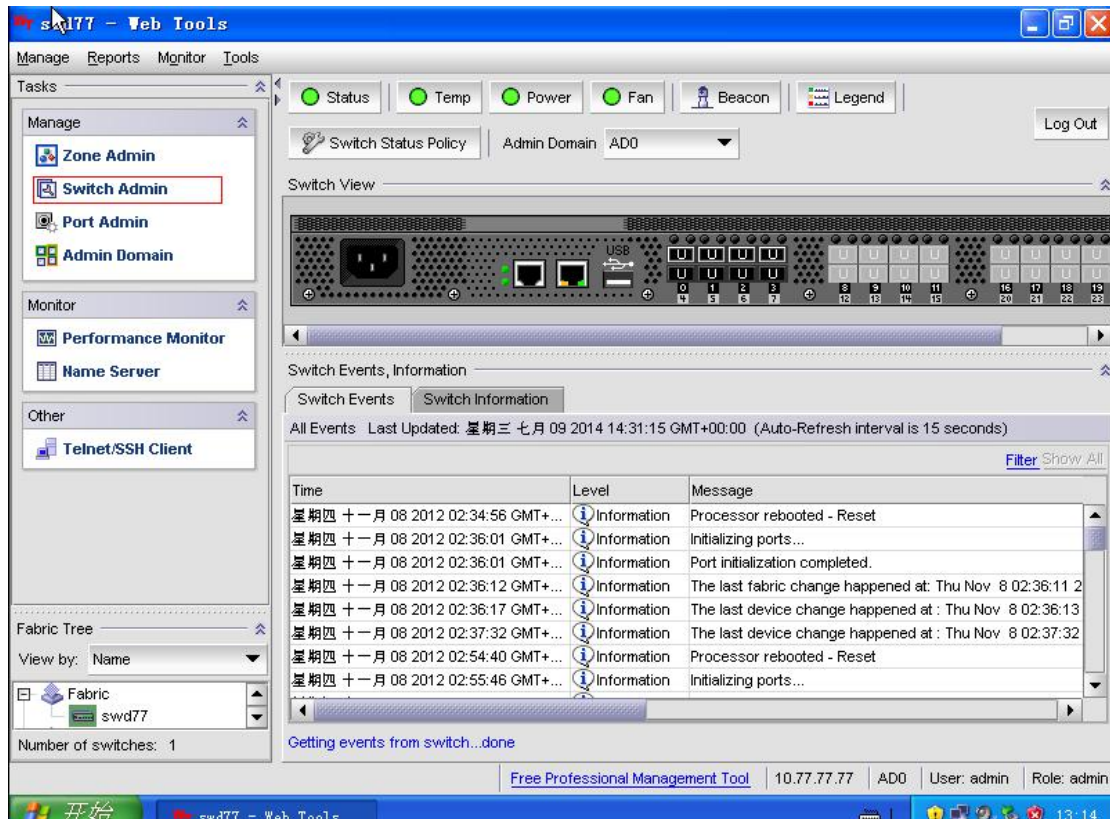 swd77 - Web Tools
Manage Reports Monitor Tools
Tasks
Manage
Zone Admin
Switch Admin
Port Admin
Admin Domain
Monitor
Performance Monitor
Name Server
Other
Telnet/SSH Client
Fabric Tree
View by: Name
Fabric
swd77
Number of switches: 1
Status Temp Power Fan Beacon Legend
Log Out
Switch Status Policy Admin Domain AD0
Switch View
USB
0 1 2 3 8 9 10 11 16 17 18 19
4 5 6 7 12 13 14 15 20 21 22 23
Switch Events, Information
Switch Events Switch Information
All Events Last Updated: 星期三 七月 09 2014 14:31:15 GMT+00:00 (Auto-Refresh interval is 15 seconds)
Filter Show All
Time Level Message
星期四 十一月 08 2012 02:34:56 GMT+... Information Processor rebooted - Reset
星期四 十一月 08 2012 02:36:01 GMT+... Information Initializing ports...
星期四 十一月 08 2012 02:36:01 GMT+... Information Port initialization completed.
星期四 十一月 08 2012 02:36:12 GMT+... Information The last fabric change happened at: Thu Nov 8 02:36:11 2
星期四 十一月 08 2012 02:36:17 GMT+... Information The last device change happened at : Thu Nov 8 02:36:13
星期四 十一月 08 2012 02:37:32 GMT+... Information The last device change happened at : Thu Nov 8 02:37:32
星期四 十一月 08 2012 02:54:40 GMT+... Information Processor rebooted - Reset
星期四 十一月 08 2012 02:55:46 GMT+... Information Initializing ports...
Getting events from switch...done
Free Professional Management Tool 10.77.77.77 AD0 User: admin Role: admin
开始 swd77 - Web Tools 13:14